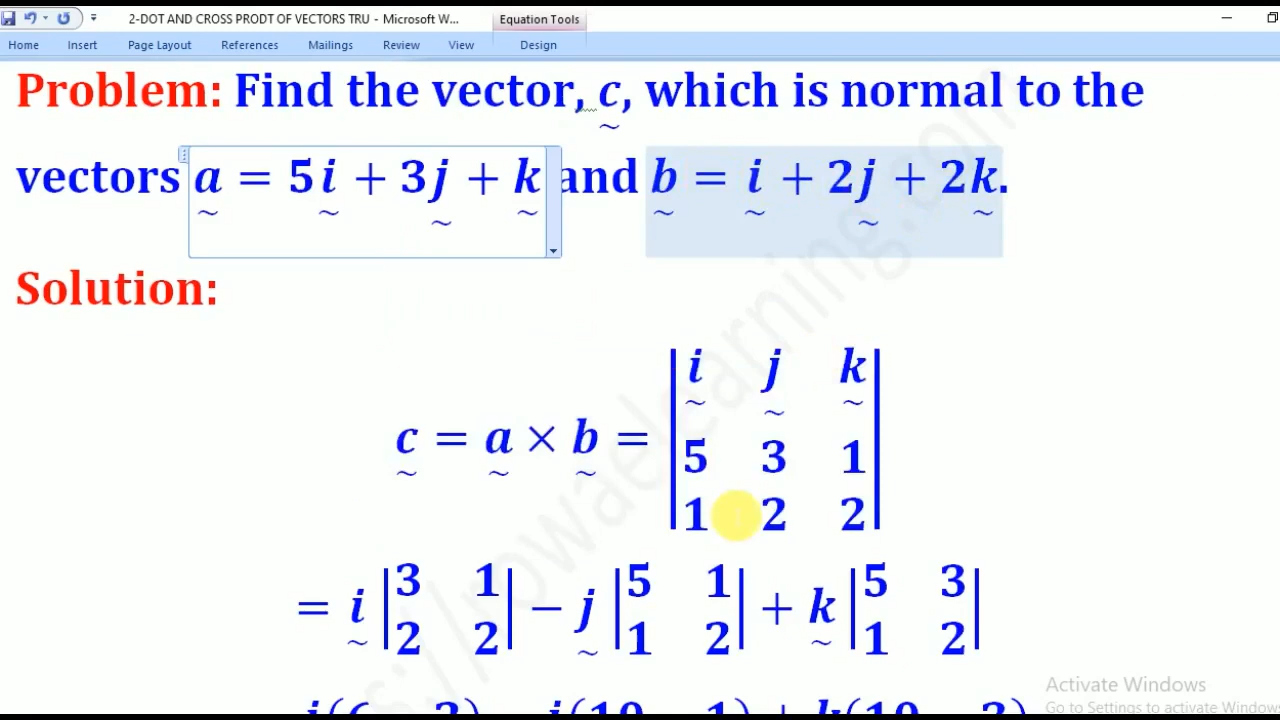 2-DOT AND CROSS PRODT OF VECTORS TRU - Microsoft W... Equation Tools
Home Insert Page Layout References Mailings Review View Design
Problem: Find the vector, c, which is normal to the
vectors a = 5i + 3j + k and b = i + 2j + 2k.
Solution:
c = a × b = | i j k |
| 5 3 1 |
| 1 2 2 |
= i | 3 1 | − j | 5 1 | + k | 5 3 |
| 2 2 | | 1 2 | | 1 2 |
Activate Windows
Go to Settings to activate Windows